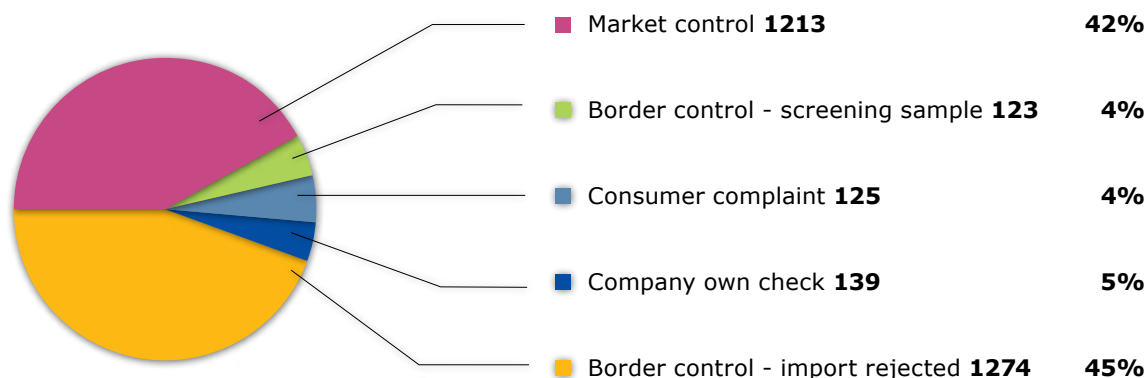 Market control 1213 42%
Border control - screening sample 123 4%
Consumer complaint 125 4%
Company own check 139 5%
Border control - import rejected 1274 45%